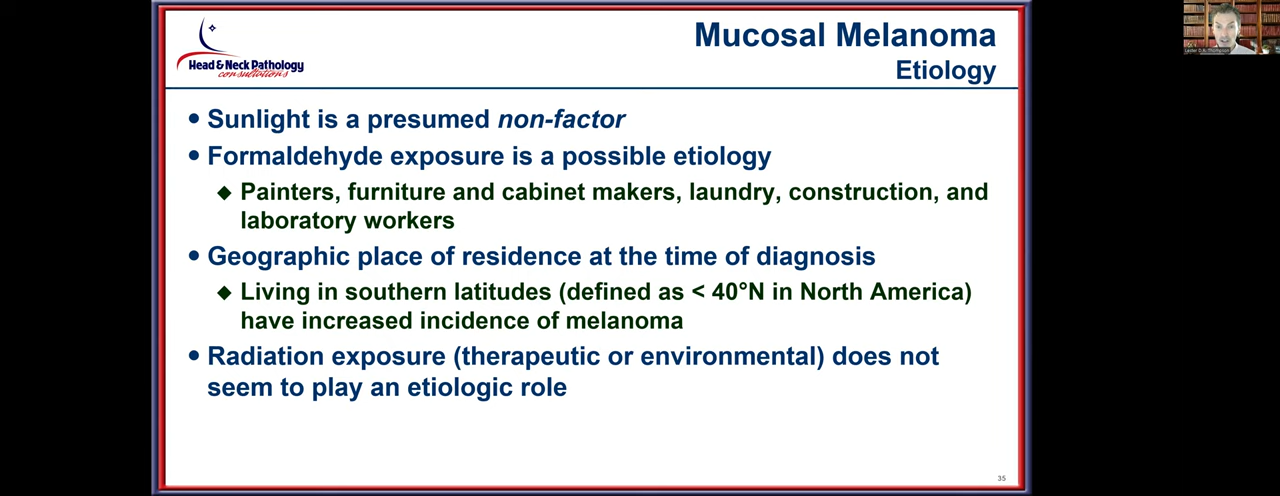 Head & Neck Pathology
consultations
Mucosal Melanoma
Etiology
• Sunlight is a presumed non-factor
• Formaldehyde exposure is a possible etiology
◆ Painters, furniture and cabinet makers, laundry, construction, and
laboratory workers
• Geographic place of residence at the time of diagnosis
◆ Living in southern latitudes (defined as < 40°N in North America)
have increased incidence of melanoma
• Radiation exposure (therapeutic or environmental) does not
seem to play an etiologic role
35
Lester D.R. Thompson